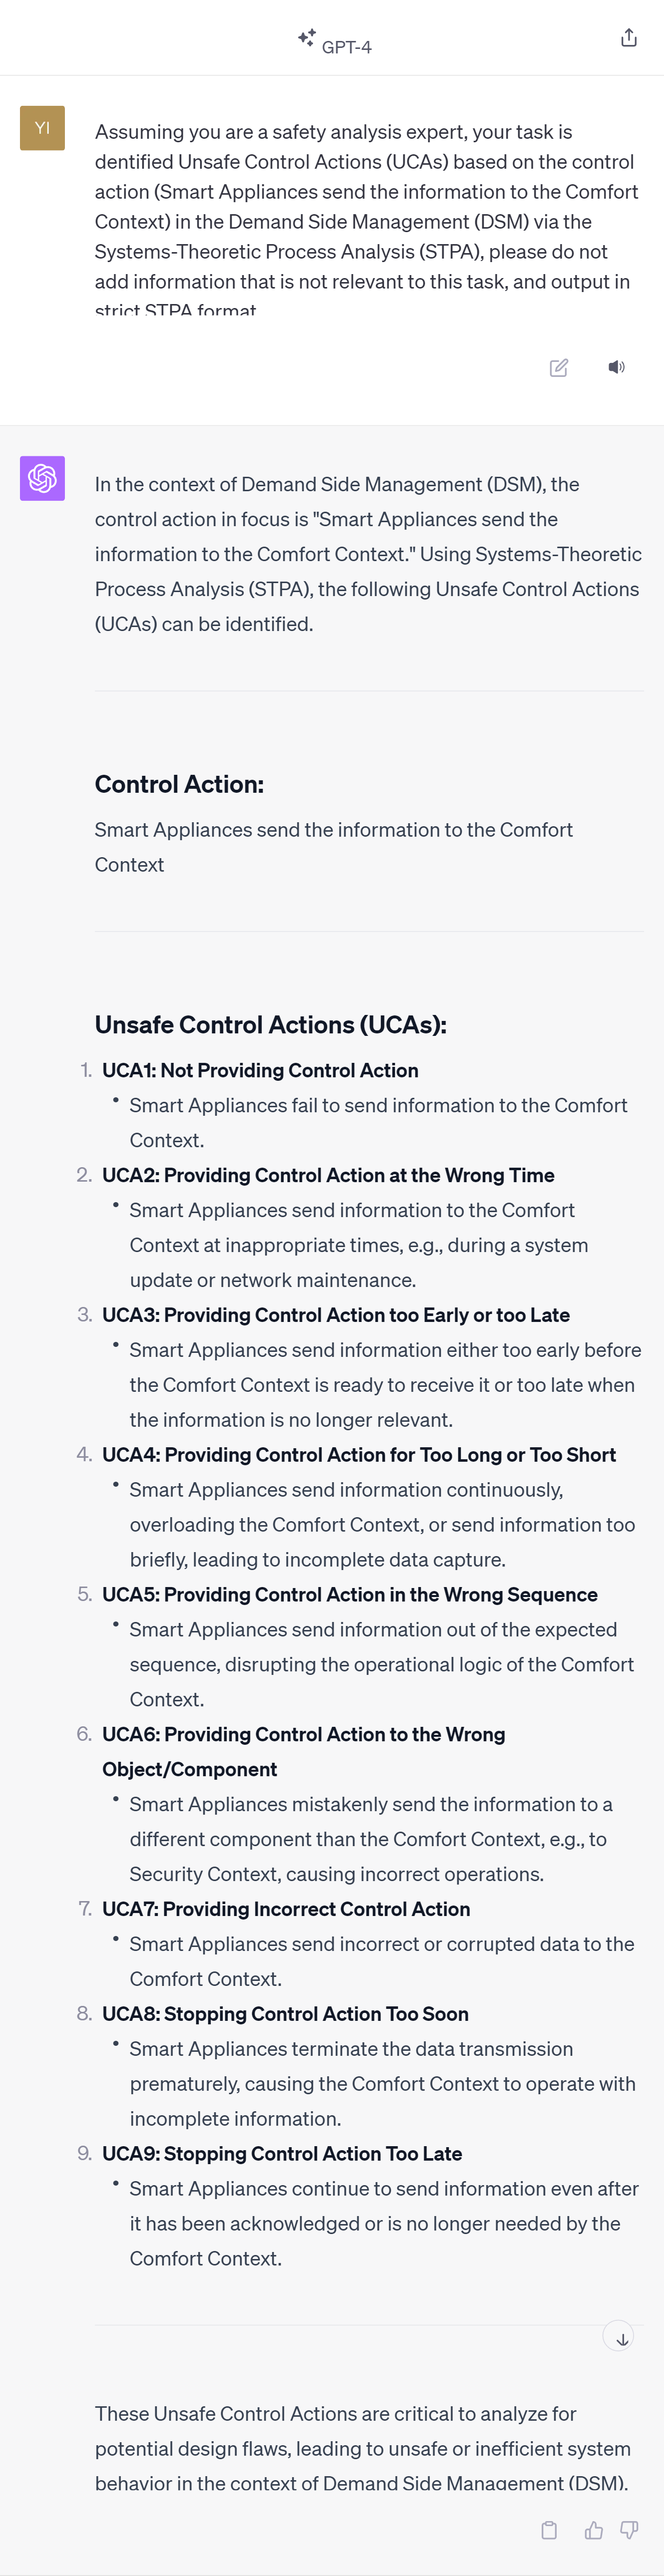 GPT-4
YI
Assuming you are a safety analysis expert, your task is
dentified Unsafe Control Actions (UCAs) based on the control
action (Smart Appliances send the information to the Comfort
Context) in the Demand Side Management (DSM) via the
Systems-Theoretic Process Analysis (STPA), please do not
add information that is not relevant to this task, and output in
strict STPA format
In the context of Demand Side Management (DSM), the
control action in focus is "Smart Appliances send the
information to the Comfort Context." Using Systems-Theoretic
Process Analysis (STPA), the following Unsafe Control Actions
(UCAs) can be identified.
Control Action:
Smart Appliances send the information to the Comfort
Context
Unsafe Control Actions (UCAs):
1. UCA1: Not Providing Control Action
• Smart Appliances fail to send information to the Comfort
Context.
2. UCA2: Providing Control Action at the Wrong Time
• Smart Appliances send information to the Comfort
Context at inappropriate times, e.g., during a system
update or network maintenance.
3. UCA3: Providing Control Action too Early or too Late
• Smart Appliances send information either too early before
the Comfort Context is ready to receive it or too late when
the information is no longer relevant.
4. UCA4: Providing Control Action for Too Long or Too Short
• Smart Appliances send information continuously,
overloading the Comfort Context, or send information too
briefly, leading to incomplete data capture.
5. UCA5: Providing Control Action in the Wrong Sequence
• Smart Appliances send information out of the expected
sequence, disrupting the operational logic of the Comfort
Context.
6. UCA6: Providing Control Action to the Wrong
Object/Component
• Smart Appliances mistakenly send the information to a
different component than the Comfort Context, e.g., to
Security Context, causing incorrect operations.
7. UCA7: Providing Incorrect Control Action
• Smart Appliances send incorrect or corrupted data to the
Comfort Context.
8. UCA8: Stopping Control Action Too Soon
• Smart Appliances terminate the data transmission
prematurely, causing the Comfort Context to operate with
incomplete information.
9. UCA9: Stopping Control Action Too Late
• Smart Appliances continue to send information even after
it has been acknowledged or is no longer needed by the
Comfort Context.
These Unsafe Control Actions are critical to analyze for
potential design flaws, leading to unsafe or inefficient system
behavior in the context of Demand Side Management (DSM).